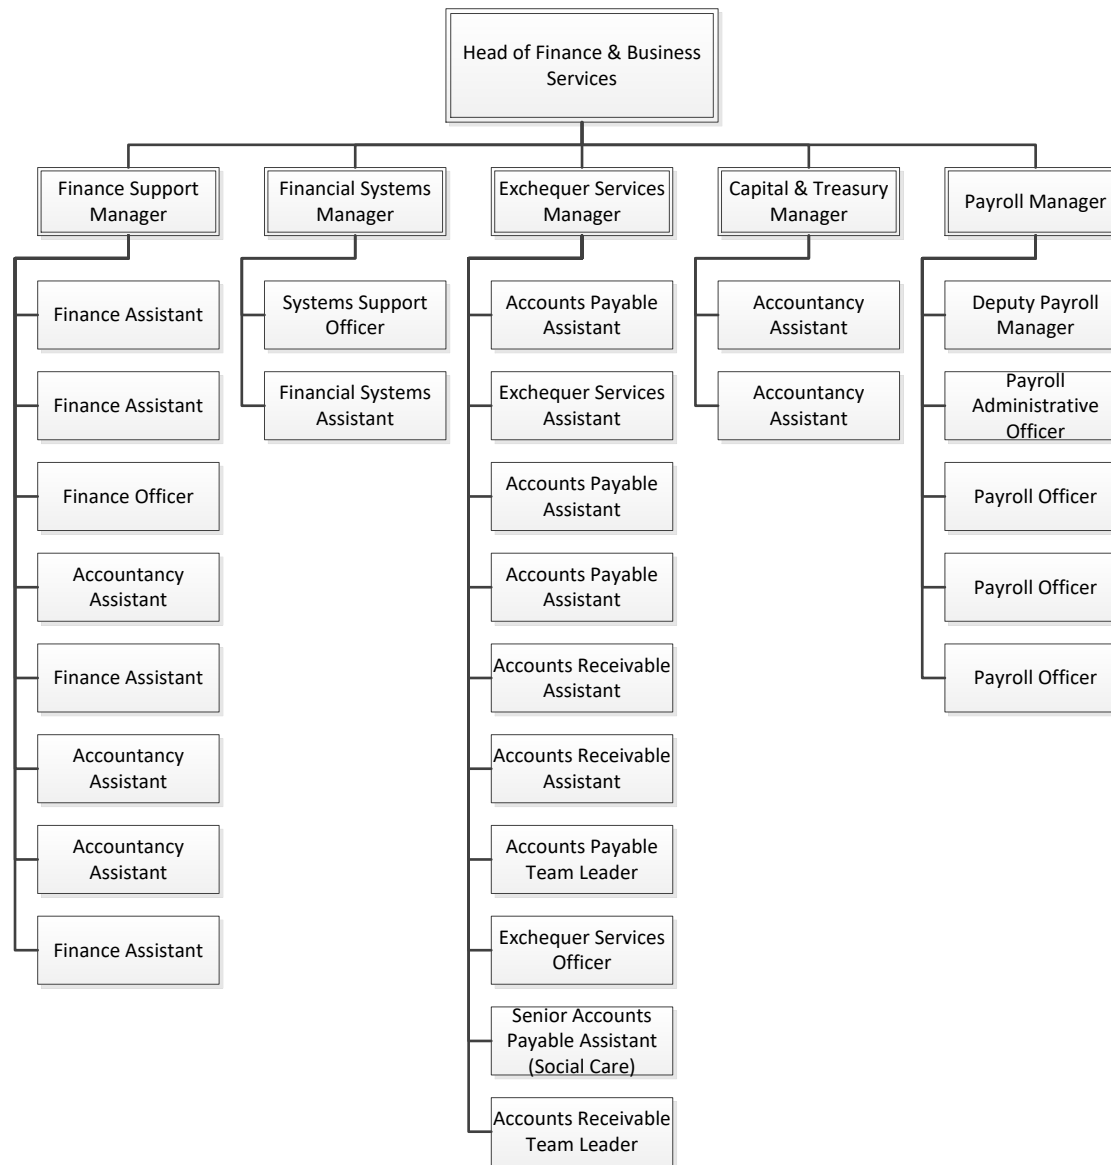 Head of Finance & Business
Services
Finance Support
Manager
Financial Systems
Manager
Exchequer Services
Manager
Capital & Treasury
Manager
Payroll Manager
Finance Assistant
Finance Assistant
Finance Officer
Accountancy
Assistant
Finance Assistant
Accountancy
Assistant
Accountancy
Assistant
Finance Assistant
Systems Support
Officer
Financial Systems
Assistant
Accounts Payable
Assistant
Exchequer Services
Assistant
Accounts Payable
Assistant
Accounts Payable
Assistant
Accounts Receivable
Assistant
Accounts Receivable
Assistant
Accounts Payable
Team Leader
Exchequer Services
Officer
Senior Accounts
Payable Assistant
(Social Care)
Accounts Receivable
Team Leader
Accountancy
Assistant
Accountancy
Assistant
Deputy Payroll
Manager
Payroll
Administrative
Officer
Payroll Officer
Payroll Officer
Payroll Officer